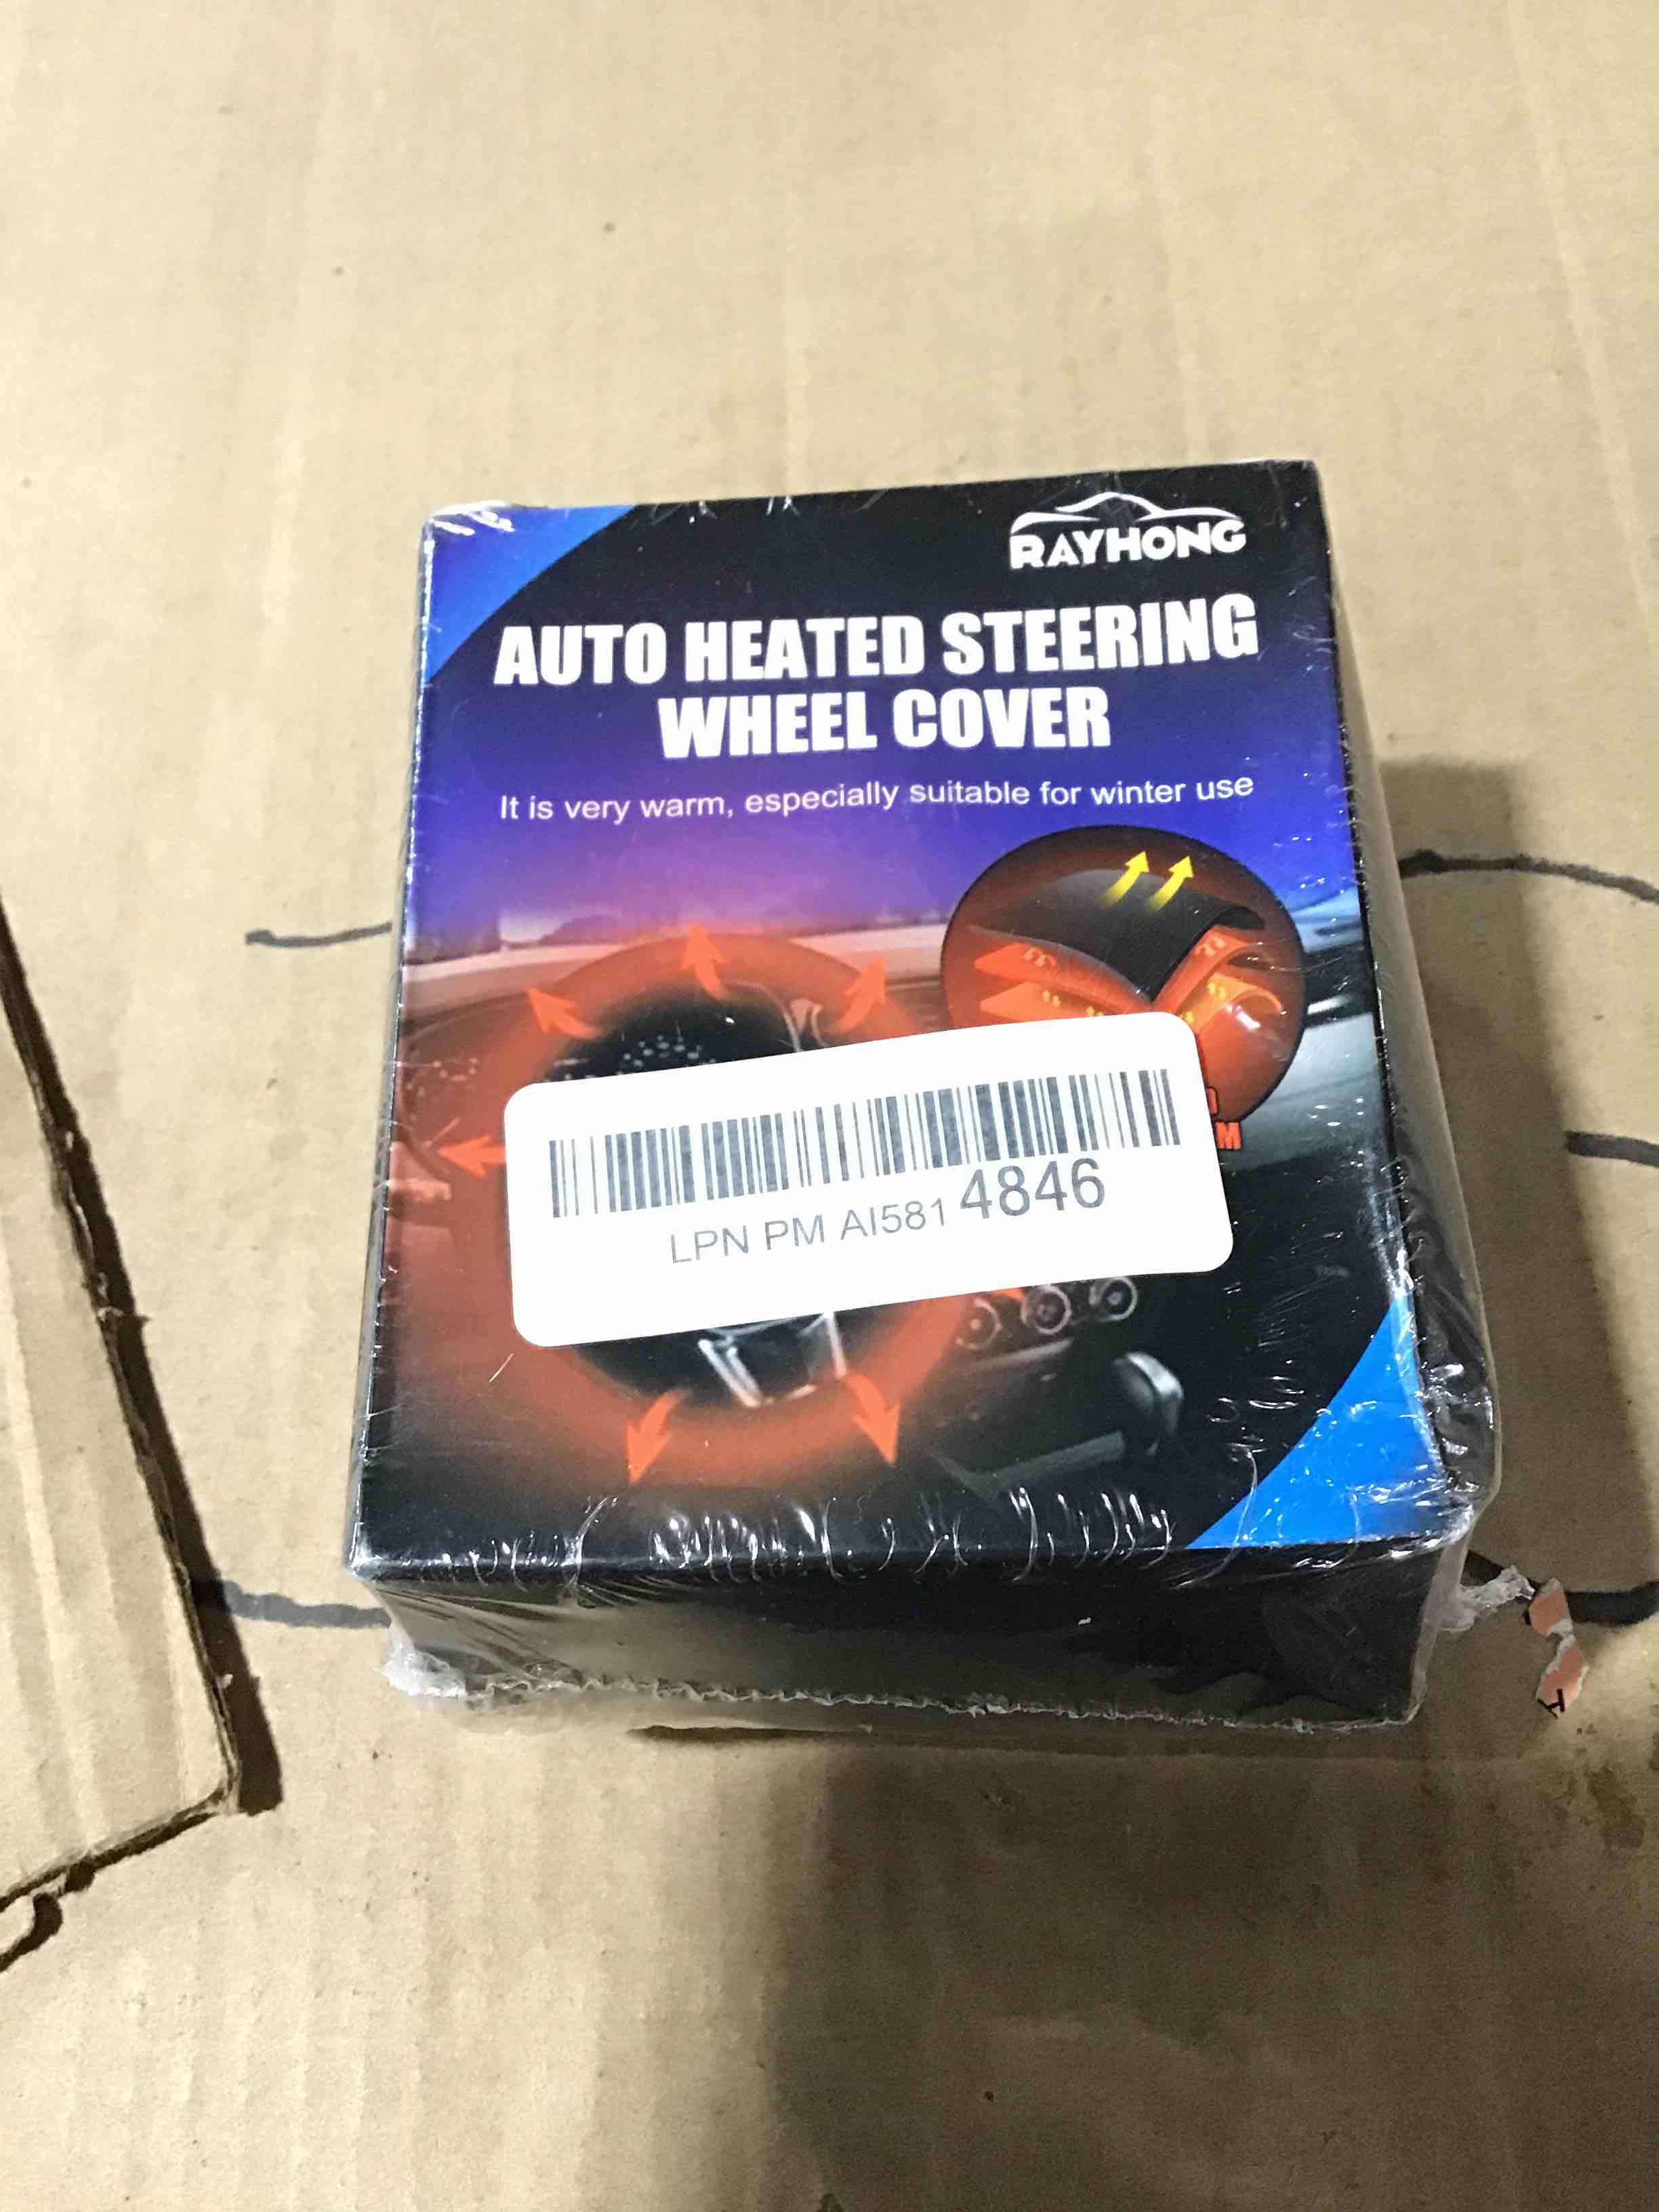 RAYHONG
AUTO HEATED STEERING
WHEEL COVER
It is very warm, especially suitable for winter use
M
LPN PM AI581 4846